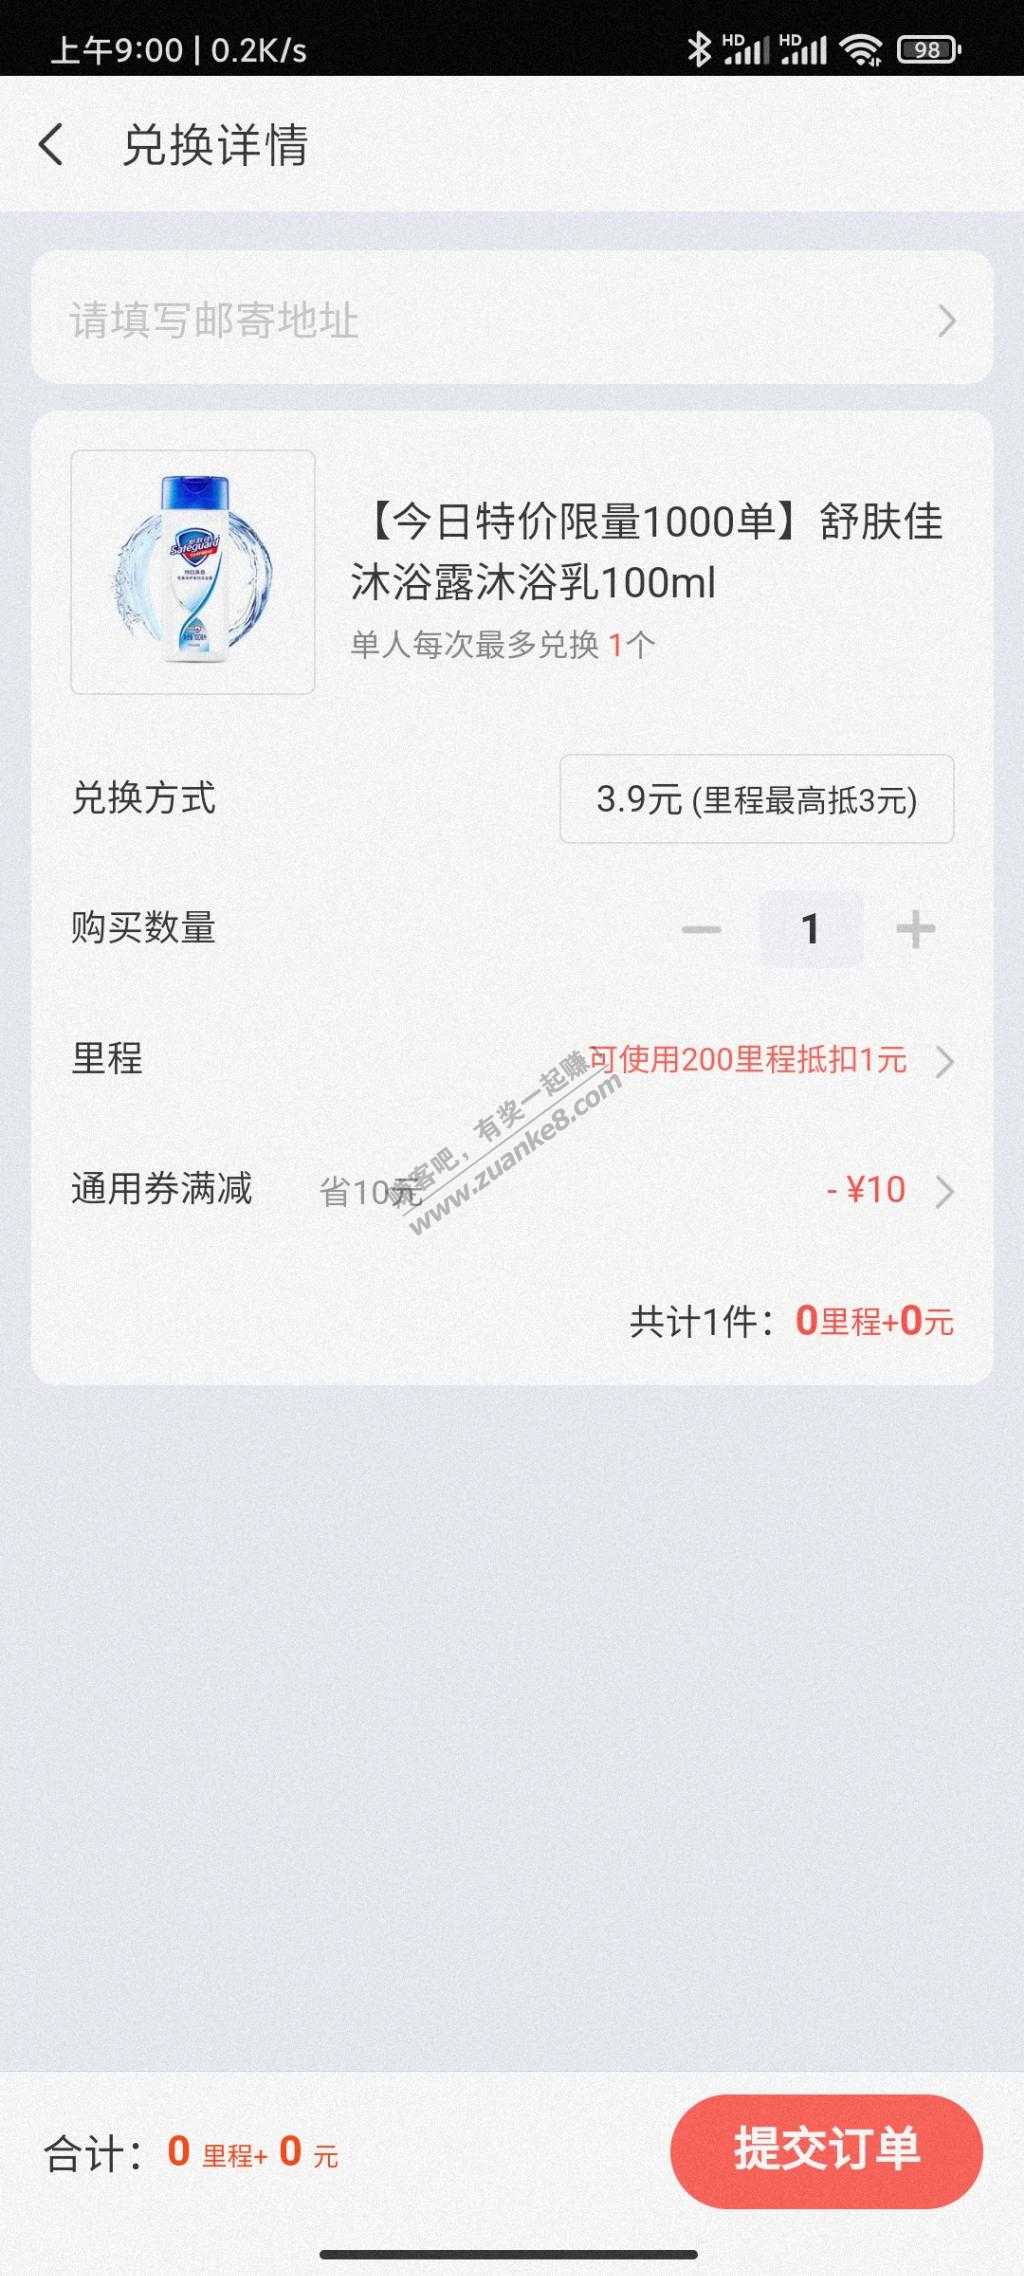 上午9:00 | 0.2K/s
HD HD 98
兑换详情
请填写邮寄地址
【今日特价限量1000单】舒肤佳
沐浴露沐浴乳100ml
单人每次最多兑换 1个
Safeguard
兑换方式
3.9元 (里程最高抵3元)
购买数量
1
里程
可使用200里程抵扣1元
通用券满减
省10元
- ¥10
赚客吧，有奖一起赚
www.zuanke8.com
共计1件：0里程+0元
合计：0 里程+ 0 元
提交订单